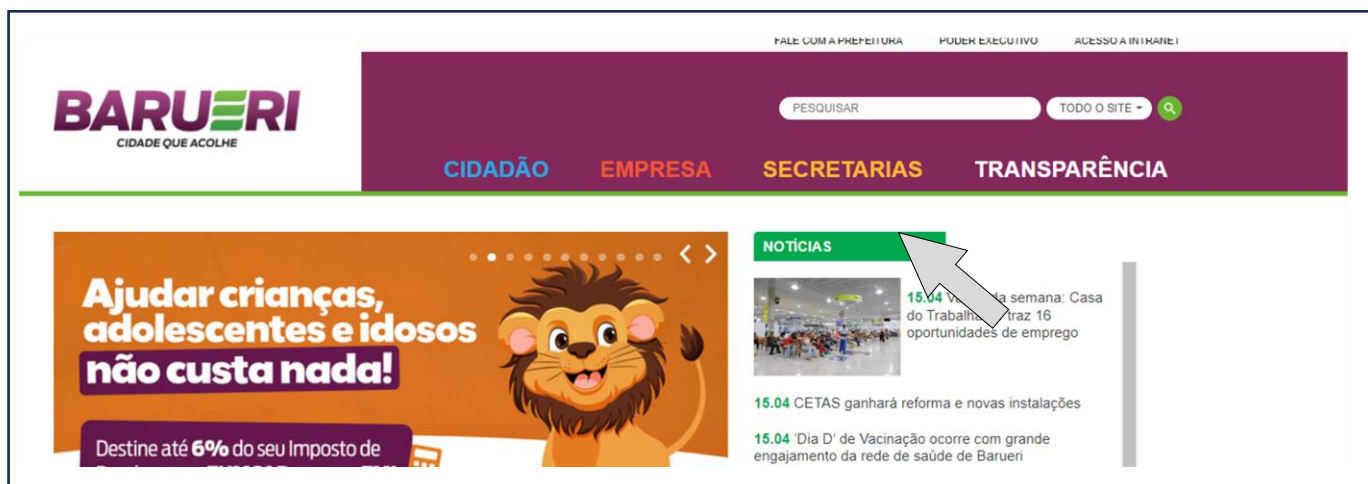 FALE COM A PREFEITURA PODER EXECUTIVO ACESSO A INTRANET
BARUERI
CIDADE QUE ACOLHE
PESQUISAR TODO O SITE
CIDADÃO EMPRESA SECRETARIAS TRANSPARÊNCIA
Ajudar crianças,
adolescentes e idosos
não custa nada!
Destine até 6% do seu Imposto de
NOTÍCIAS
15.04 da semana: Casa
do traz 16
oportunidades de emprego
15.04 CETAS ganhará reforma e novas instalações
15.04 'Dia D' de Vacinação ocorre com grande
engajamento da rede de saúde de Barueri